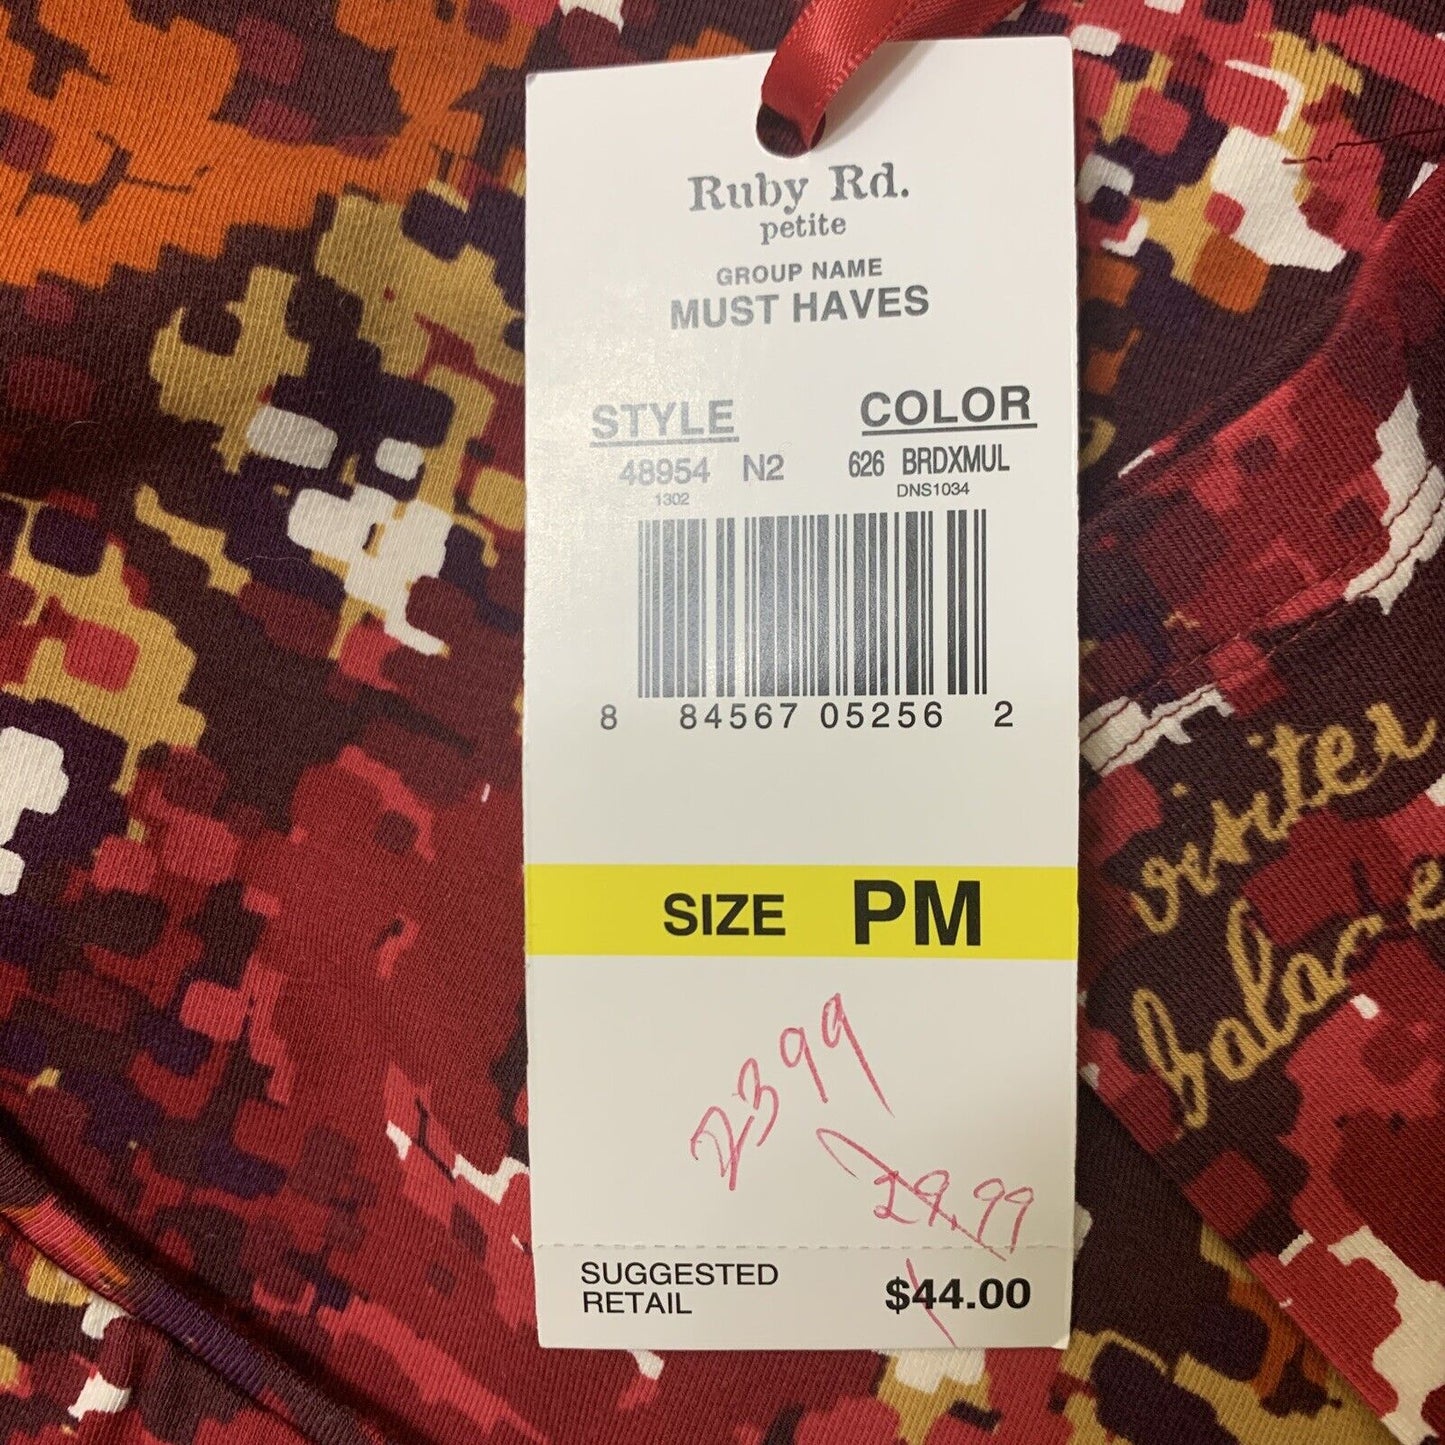 Ruby Rd.
petite
GROUP NAME
MUST HAVES
STYLE COLOR
48954 N2 626 BRDXMUL
1302 DNS1034
8 84567 05256 2
SIZE PM
2399
29.99
SUGGESTED
RETAIL $44.00
balance